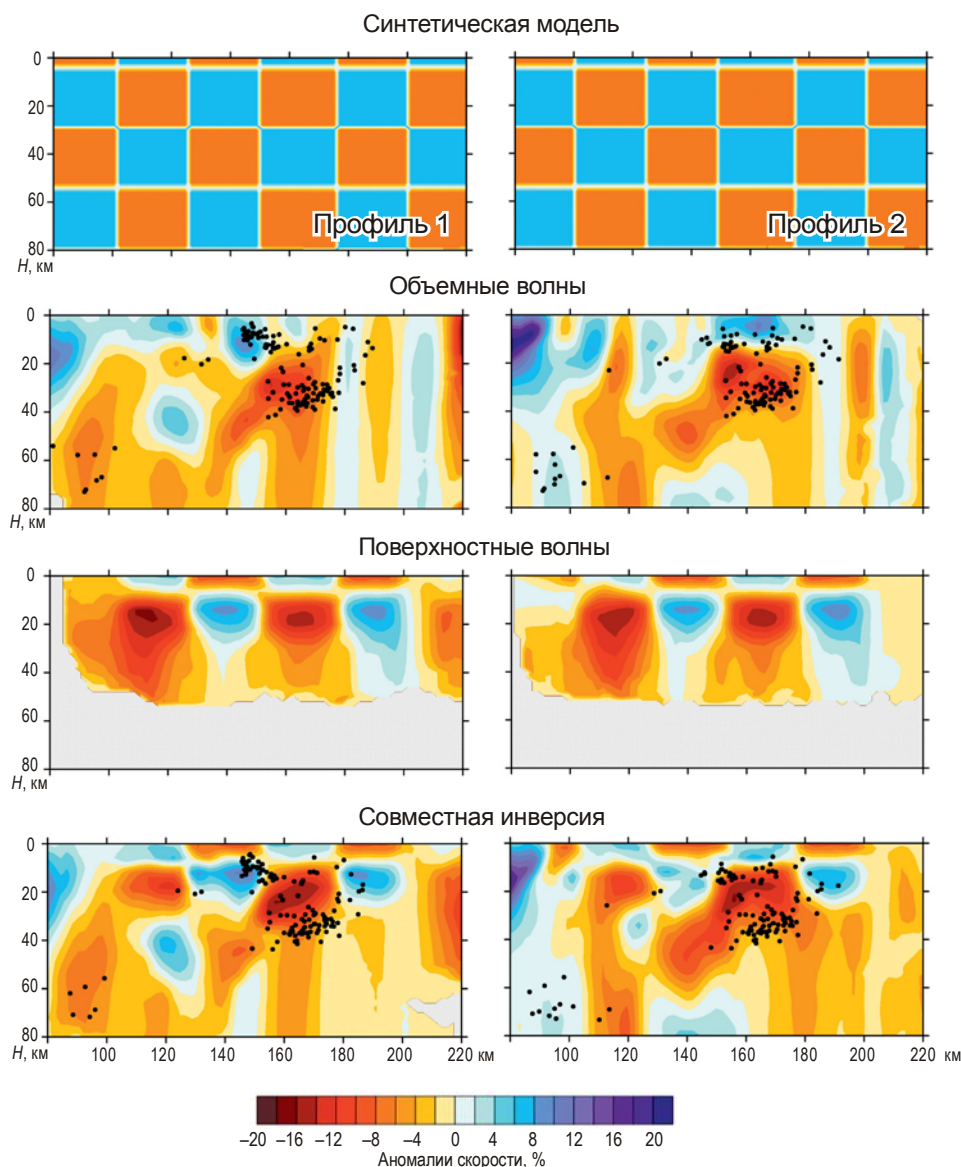 Синтетическая модель
0
20
40
60
80
H, км
Профиль 1
Профиль 2
Объемные волны
0
20
40
60
80
H, км
Поверхностные волны
0
20
40
60
80
H, км
Совместная инверсия
0
20
40
60
80
H, км 100 120 140 160 180 200 220 км 100 120 140 160 180 200 220 км
–20 –16 –12 –8 –4 0 4 8 12 16 20
Аномалии скорости, %